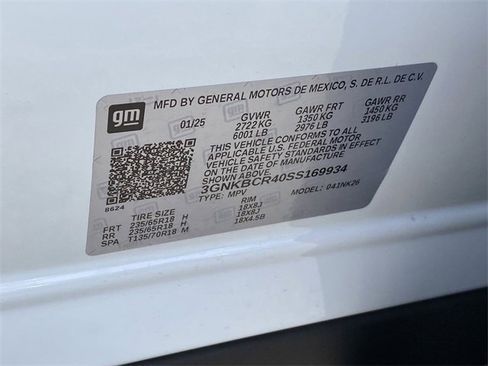 gm
MFD BY GENERAL MOTORS DE MEXICO, S. DE R.L. DE C.V.
01/25 GVWR GAWR FRT GAWR RR
2722 KG 1350 KG 1450 KG
6001 LB 2976 LB 3196 LB
THIS VEHICLE CONFORMS TO ALL
APPLICABLE U.S. FEDERAL MOTOR
VEHICLE SAFETY STANDARDS IN
EFFECT ON THE DATE OF
MANUFACTURE SHOWN ABOVE.
3GNKBCR40SS169934
TYPE: MPV MODEL: 041NK26
8624
TIRE SIZE RIM
FRT 235/65R18 H 18X8J
RR 235/65R18 H 18X8J
SPA T135/70R18 M 18X4.5B